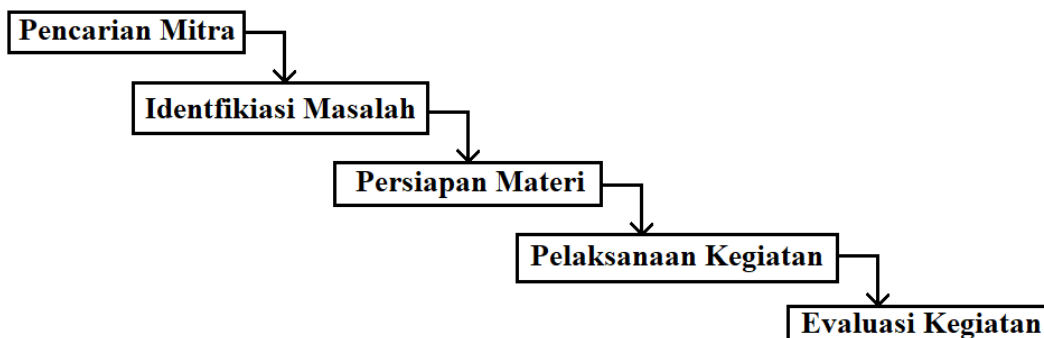 Pencarian Mitra
Identfikiasi Masalah
Persiapan Materi
Pelaksanaan Kegiatan
Evaluasi Kegiatan